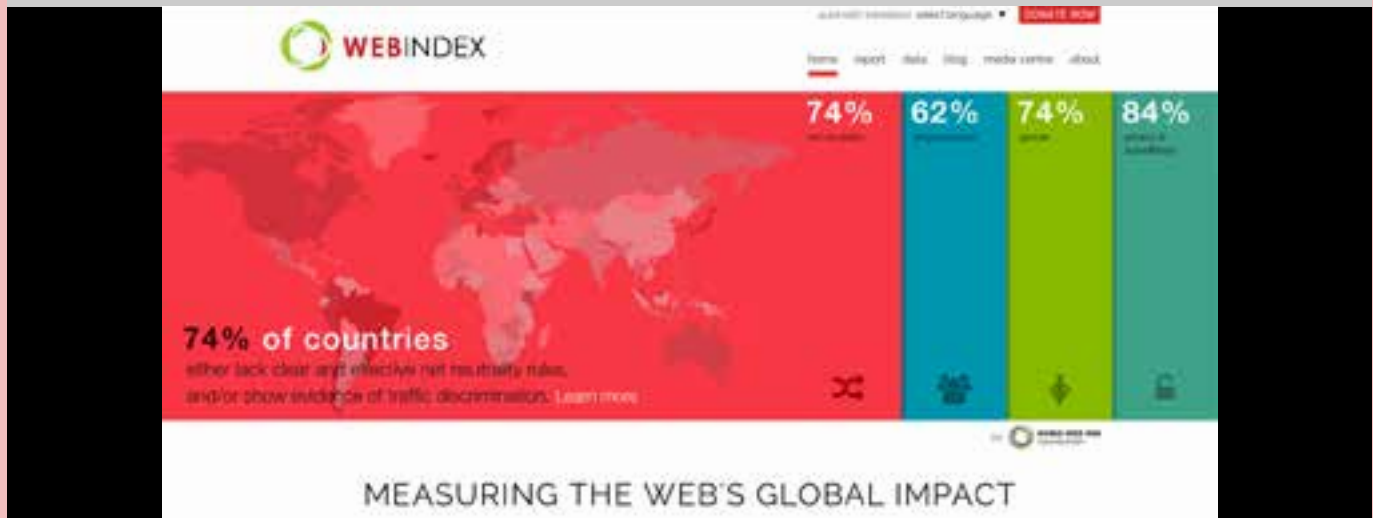 select language
DONATE NOW
WEBINDEX
home report data blog media centre about
74% 62% 74% 84%
74% of countries
either lack clear and effective net neutrality rules,
and/or show evidence of traffic discrimination. Learn more
MEASURING THE WEB'S GLOBAL IMPACT